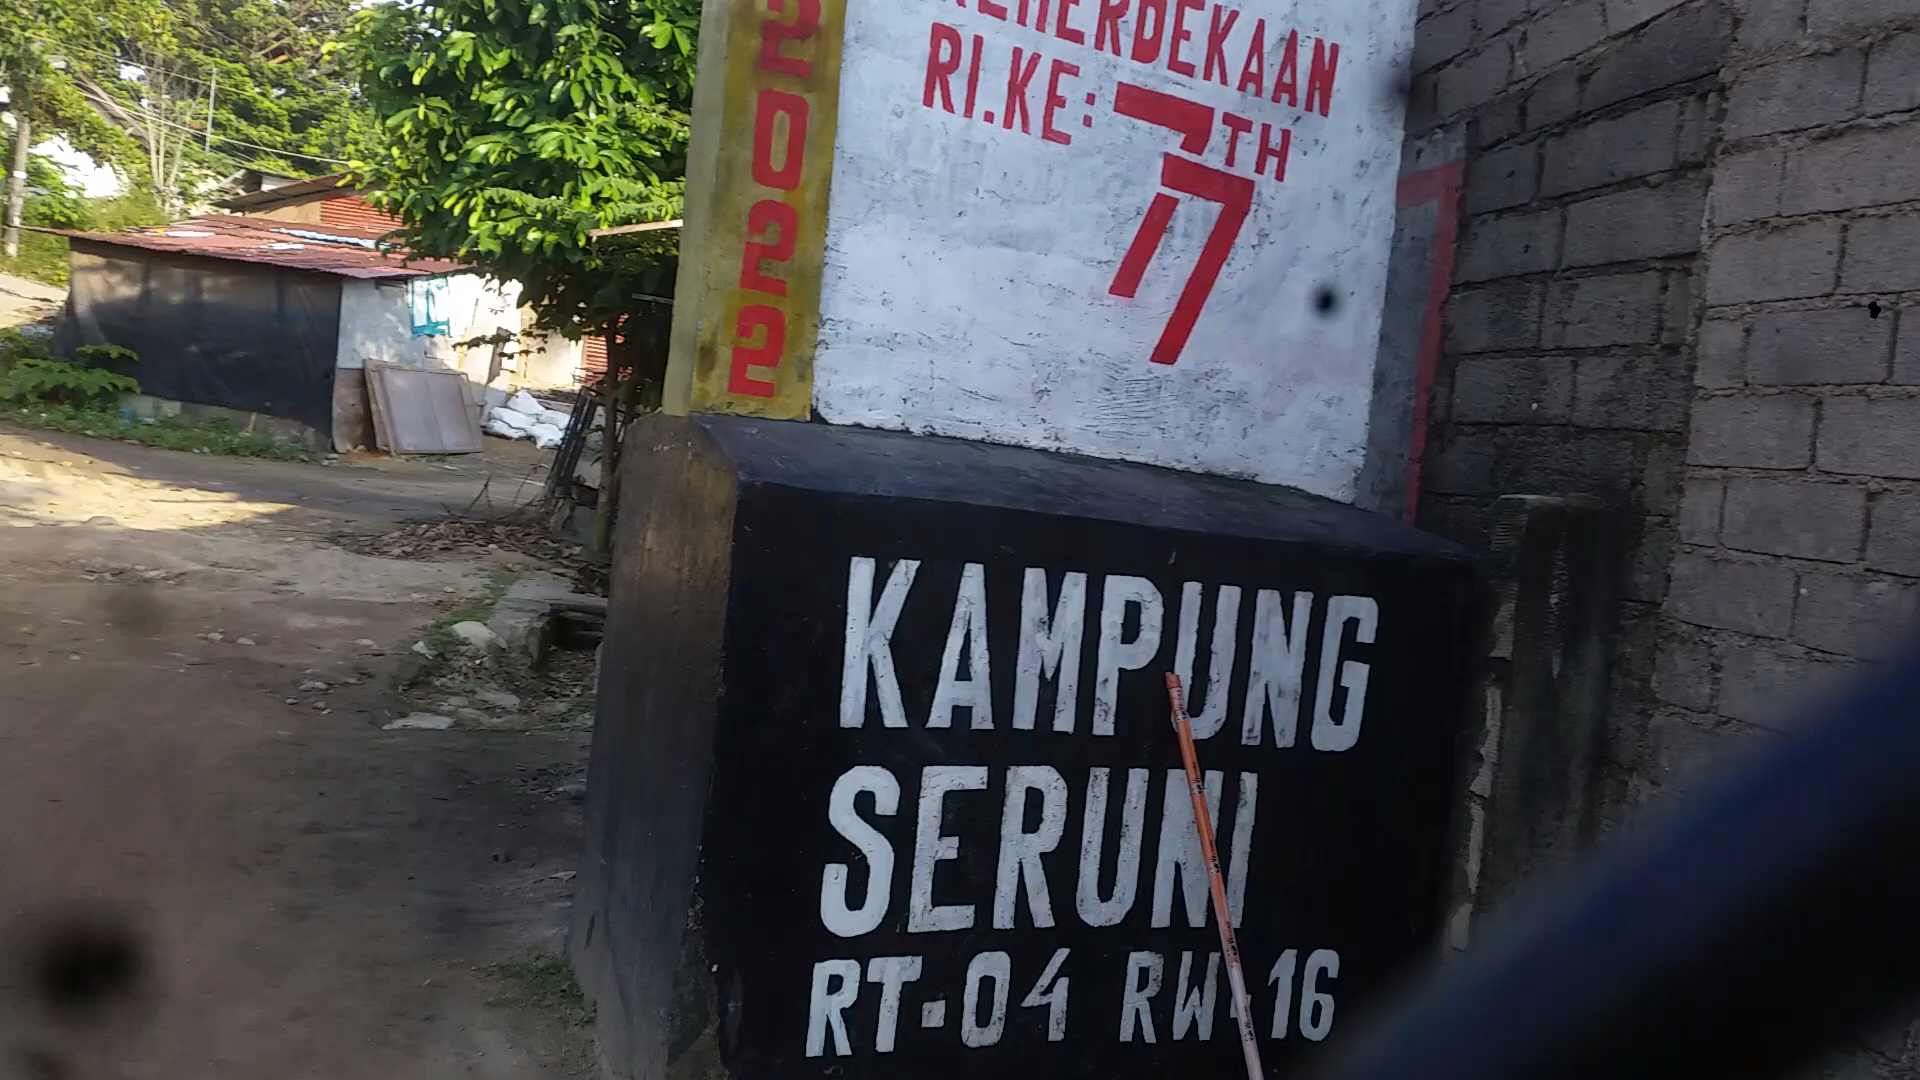 2022
KEMERDEKAAN
RI.KE: 77TH
KAMPUNG
SERUNI
RT-04 RW-16